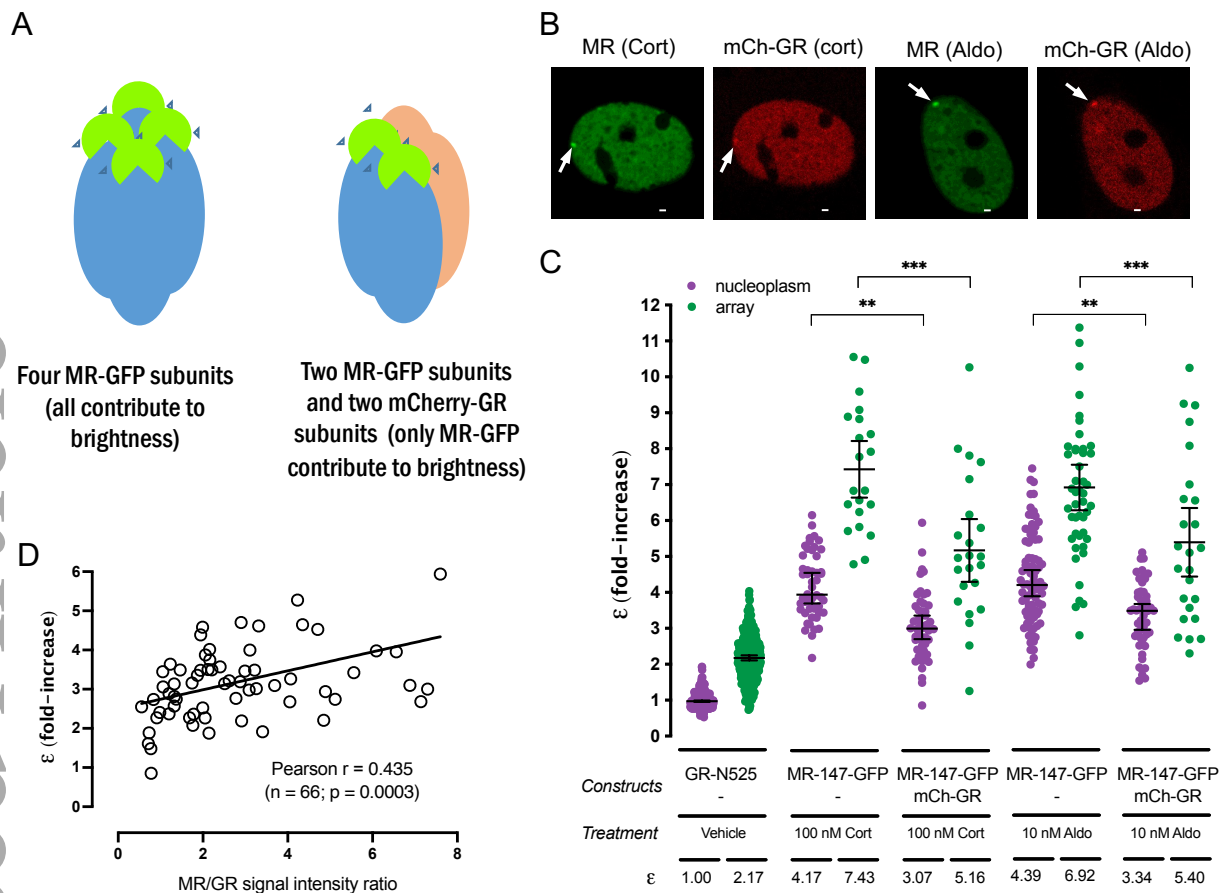 A
Four MR-GFP subunits
(all contribute to
brightness)
Two MR-GFP subunits
and two mCherry-GR
subunits (only MR-GFP
contribute to brightness)
B
MR (Cort)
mCh-GR (cort)
MR (Aldo)
mCh-GR (Aldo)
C
nucleoplasm
array
**
***
**
***
ε (fold-increase)
12
11
10
9
8
7
6
5
4
3
2
1
0
Constructs
GR-N525
-
MR-147-GFP
-
MR-147-GFP
mCh-GR
MR-147-GFP
-
MR-147-GFP
mCh-GR
Treatment
Vehicle
100 nM Cort
100 nM Cort
10 nM Aldo
10 nM Aldo
ε
1.00 2.17 4.17 7.43 3.07 5.16 4.39 6.92 3.34 5.40
D
ε (fold-increase)
6
5
4
3
2
1
0
Pearson r = 0.435
(n = 66; p = 0.0003)
0 2 4 6 8
MR/GR signal intensity ratio